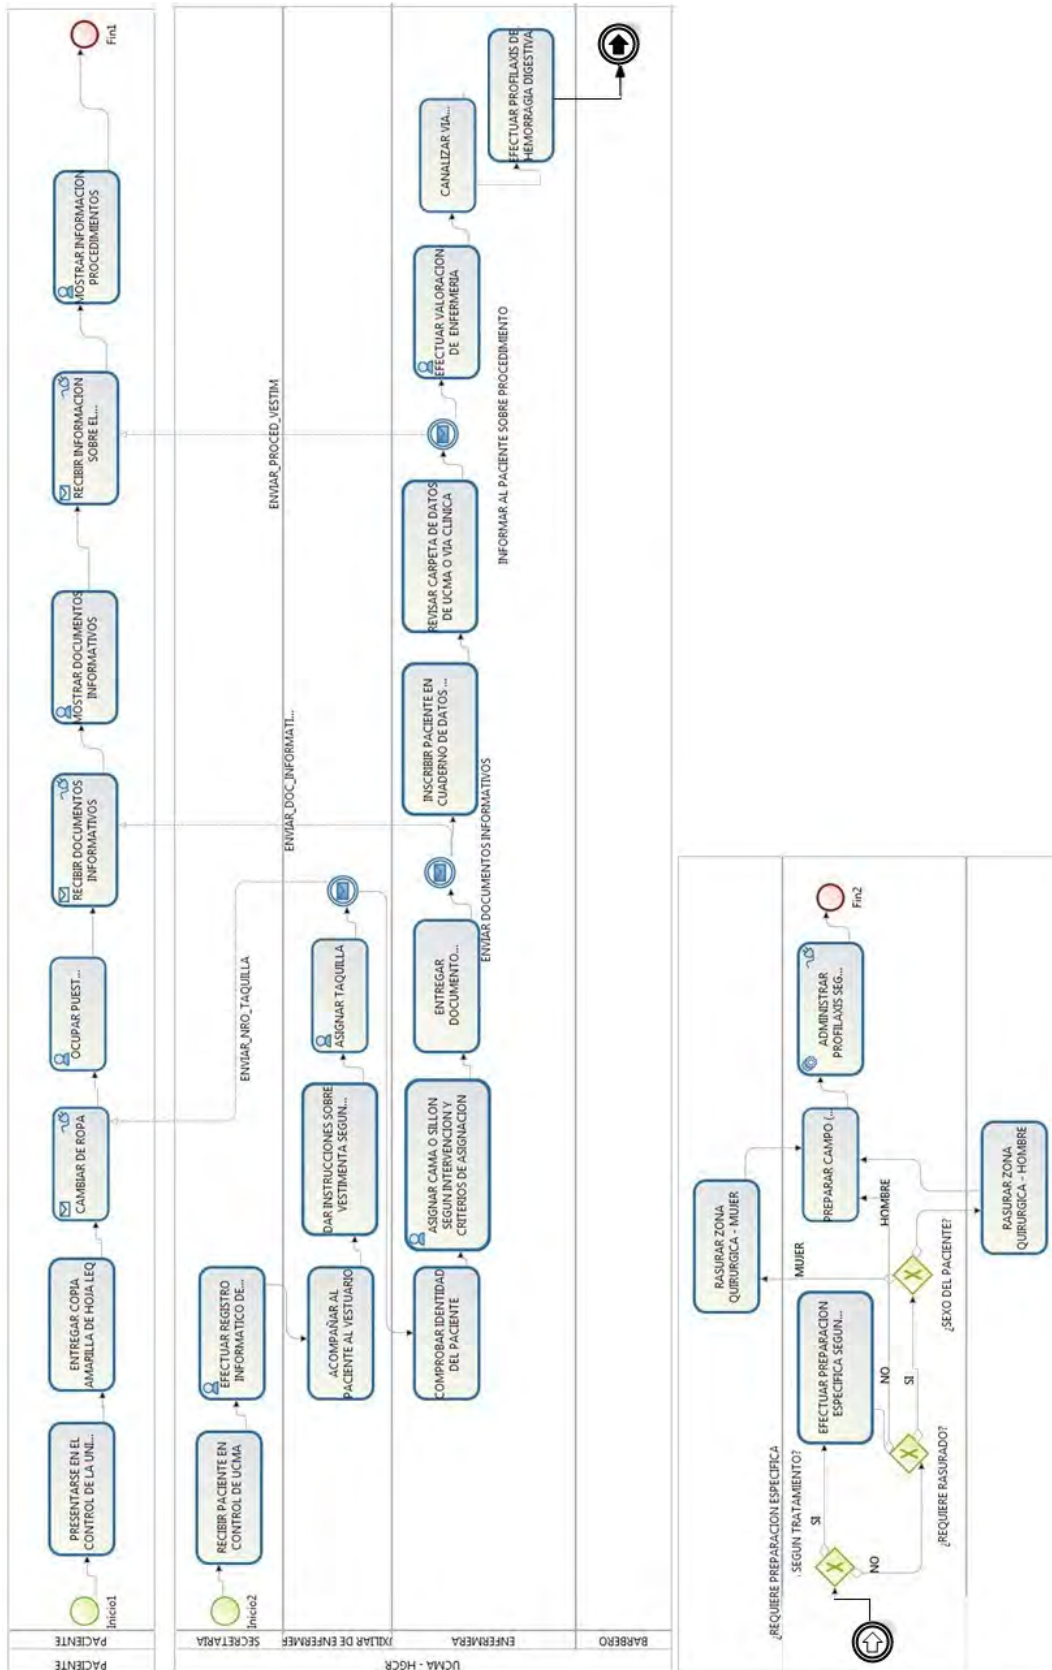 PACIENTE
PACIENTE
Inicio1
PRESENTARSE EN EL
CONTROL DE LA UNI...
ENTREGAR COPIA
AMARILLA DE HOJA LEQ
CAMBIAR DE ROPA
OCUPAR PUEST...
RECIBIR DOCUMENTOS
INFORMATIVOS
MOSTRAR DOCUMENTOS
INFORMATIVOS
RECIBIR INFORMACION
SOBRE EL...
MOSTRAR INFORMACION
PROCEDIMIENTOS
Fin1
UCMA - HGCR
SECRETARIA
Inicio2
RECIBIR PACIENTE EN
CONTROL DE UCMA
EFECTUAR REGISTRO
INFORMATICO DE...
ENVIAR_NRO_TAQUILLA
ENVIAR_DOC_INFORMATI...
ENVIAR_PROCED_VESTIM
XILIAR DE ENFERMER
ACOMPAÑAR AL
PACIENTE AL VESTUARIO
DAR INSTRUCCIONES SOBRE
VESTIMENTA SEGUN...
ASIGNAR TAQUILLA
ENFERMERA
COMPROBAR IDENTIDAD
DEL PACIENTE
ASIGNAR CAMA O SILLON
SEGUN INTERVENCION Y
CRITERIOS DE ASIGNACION
ENTREGAR
DOCUMENTO...
ENVIAR DOCUMENTOS INFORMATIVOS
INSCRIBIR PACIENTE EN
CUADERNO DE DATOS ...
REVISAR CARPETA DE DATOS
DE UCMA O VIA CLINICA
INFORMAR AL PACIENTE SOBRE PROCEDIMIENTO
EFECTUAR VALORACION
DE ENFERMERIA
CANALIZAR VIA...
EFECTUAR PROFILAXIS DE
HEMORRAGIA DIGESTIVA
BARBERO
¿REQUIERE PREPARACION ESPECIFICA
SEGUN TRATAMIENTO?
SI
NO
EFECTUAR PREPARACION
ESPECIFICA SEGUN...
¿REQUIERE RASURADO?
NO
SI
¿SEXO DEL PACIENTE?
MUJER
HOMBRE
RASURAR ZONA
QUIRURGICA - MUJER
PREPARAR CAMPO (...
ADMINISTRAR
PROFILAXIS SEG...
Fin2
RASURAR ZONA
QUIRURGICA - HOMBRE